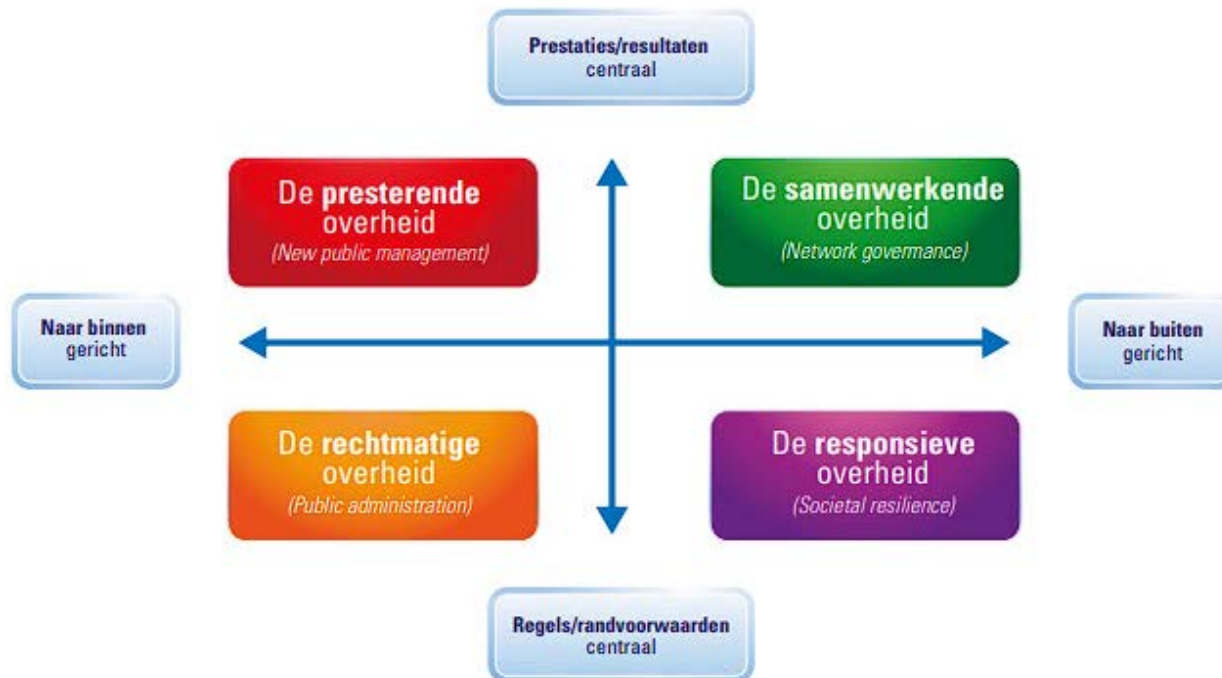 Prestaties/resultaten
centraal
De presterende
overheid
(New public management)
De samenwerkende
overheid
(Network governance)
Naar binnen
gericht
Naar buiten
gericht
De rechtmatige
overheid
(Public administration)
De responsieve
overheid
(Societal resilience)
Regels/randvoorwaarden
centraal